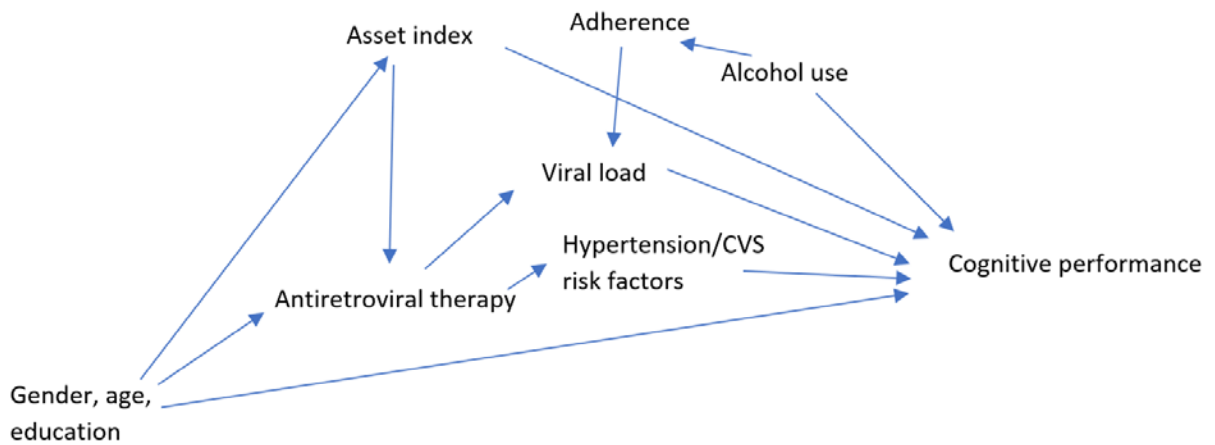 Adherence
Asset index
Alcohol use
Viral load
Hypertension/CVS
risk factors
Cognitive performance
Antiretroviral therapy
Gender, age,
education